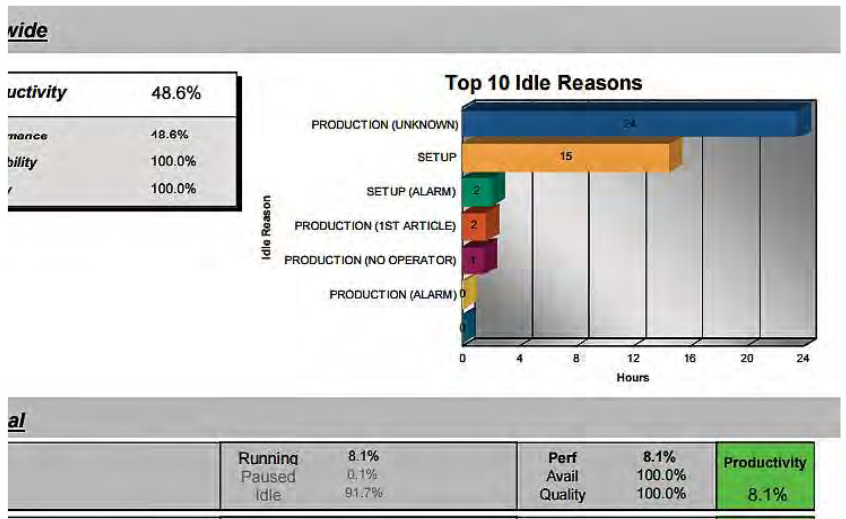 wide
Top 10 Idle Reasons
uctivity 48.6%
mance 48.6%
bility 100.0%
y 100.0%
Idle Reason
PRODUCTION (UNKNOWN) 24
SETUP 15
SETUP (ALARM) 2
PRODUCTION (1ST ARTICLE) 2
PRODUCTION (NO OPERATOR) 1
PRODUCTION (ALARM) 0
0
0 4 8 12 16 20 24
Hours
al
Running 8.1% Perf 8.1% Productivity
Paused 0.1% Avail 100.0%
Idle 91.7% Quality 100.0% 8.1%